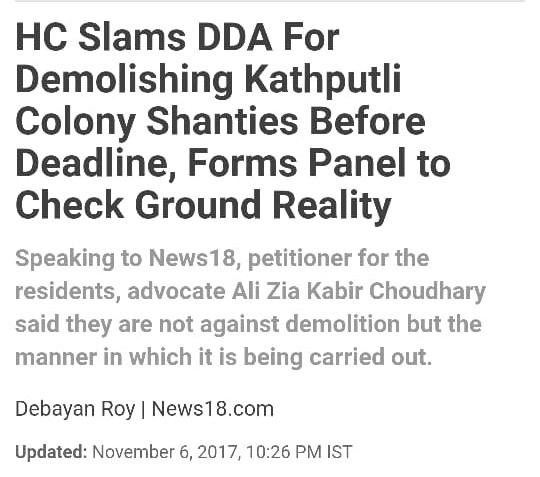 HC Slams DDA For
Demolishing Kathputli
Colony Shanties Before
Deadline, Forms Panel to
Check Ground Reality
Speaking to News18, petitioner for the
residents, advocate Ali Zia Kabir Choudhary
said they are not against demolition but the
manner in which it is being carried out.
Debayan Roy | News18.com
Updated: November 6, 2017, 10:26 PM IST